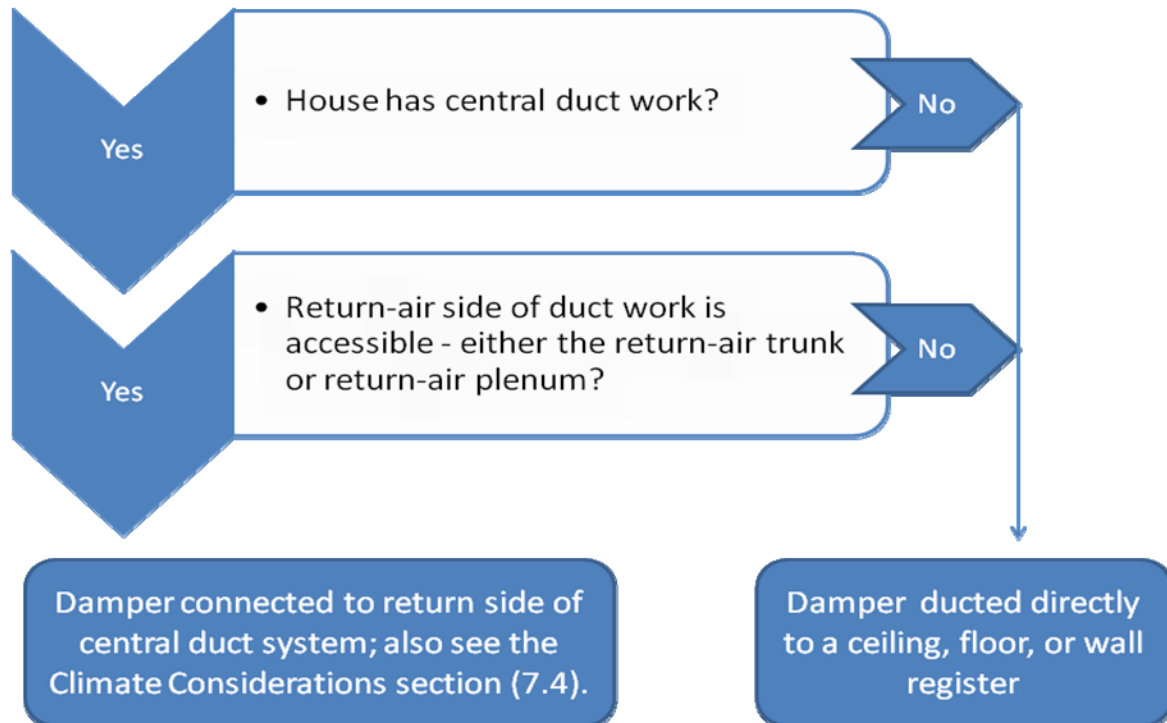 • House has central duct work?
No
Yes
• Return-air side of duct work is
accessible - either the return-air trunk
or return-air plenum?
No
Yes
Damper connected to return side of
central duct system; also see the
Climate Considerations section (7.4).
Damper ducted directly
to a ceiling, floor, or wall
register